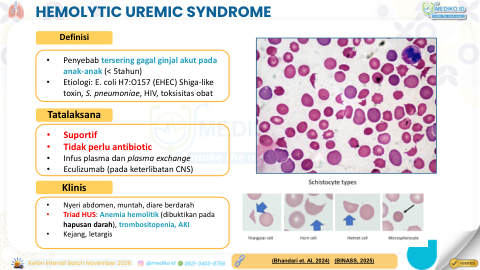 HEMOLYTIC UREMIC SYNDROME
MEDIKO.ID
Definisi
• Penyebab tersering gagal ginjal akut pada
anak-anak (< 5tahun)
• Etiologi: E. coli H7:O157 (EHEC) Shiga-like
toxin, S. pneumoniae, HIV, toksisitas obat
Tatalaksana
• Suportif
• Tidak perlu antibiotic
• Infus plasma dan plasma exchange
• Eculizumab (pada keterlibatan CNS)
Klinis
• Nyeri abdomen, muntah, diare berdarah
• Triad HUS: Anemia hemolitik (dibuktikan pada
hapusan darah), trombositopenia, AKI
• Kejang, letargis
Schistocyte types
Triangular cell
Horn cell
Helmet cell
Microspherocyte
Kelas Intensif Batch November 2025
@mediko.id
(Bhandari et. Al, 2024) (BINASS, 2025)